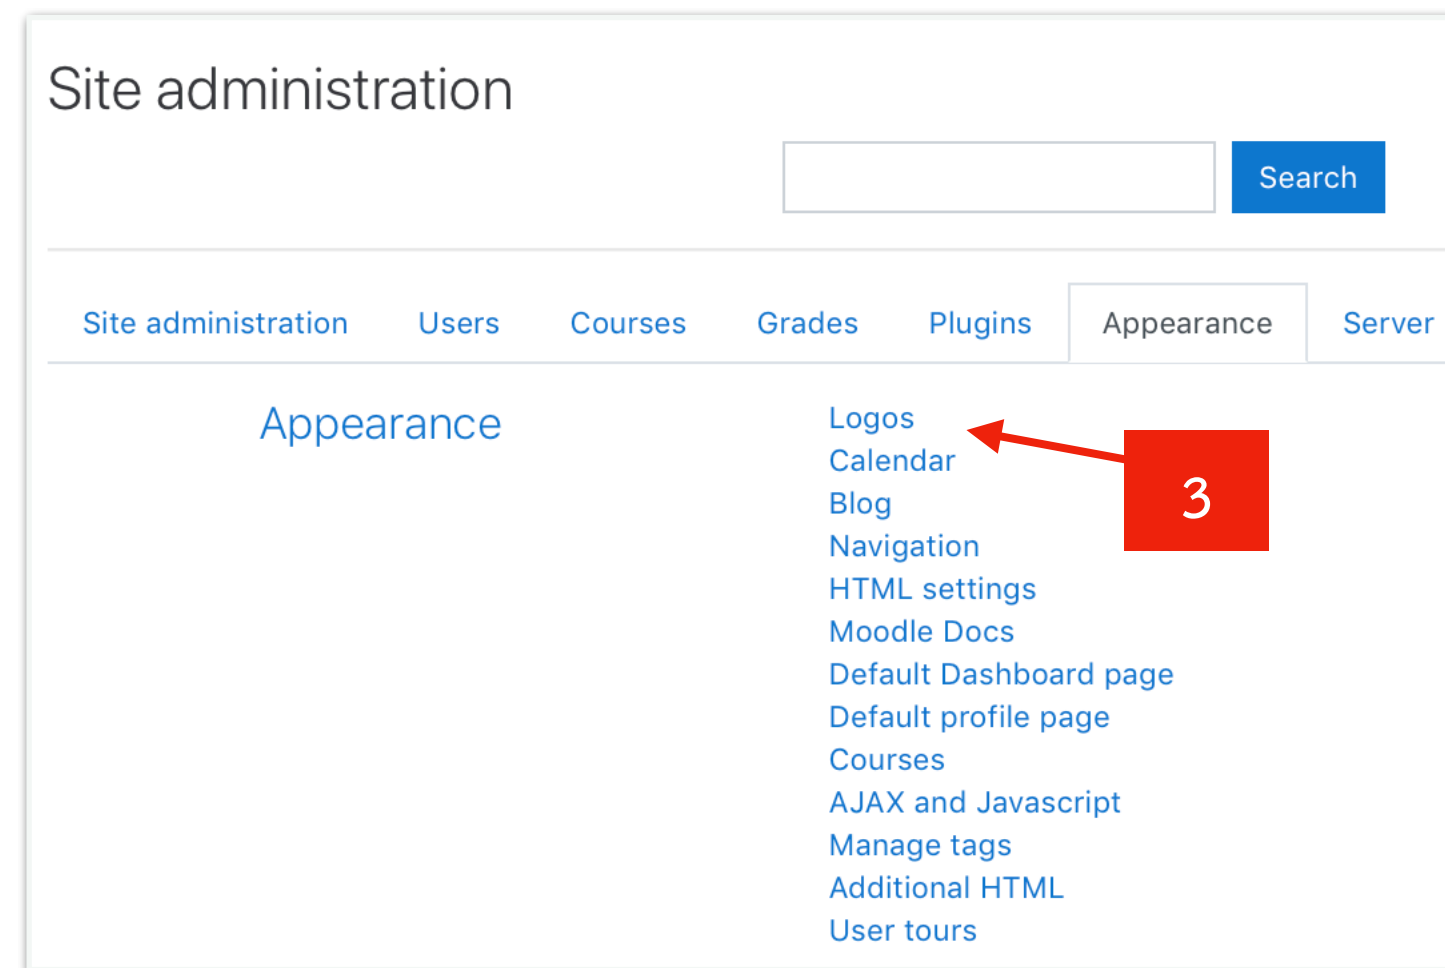 Site administration
Search
Site administration Users Courses Grades Plugins Appearance Server
Appearance
Logos
Calendar
Blog
Navigation
HTML settings
Moodle Docs
Default Dashboard page
Default profile page
Courses
AJAX and Javascript
Manage tags
Additional HTML
User tours
3